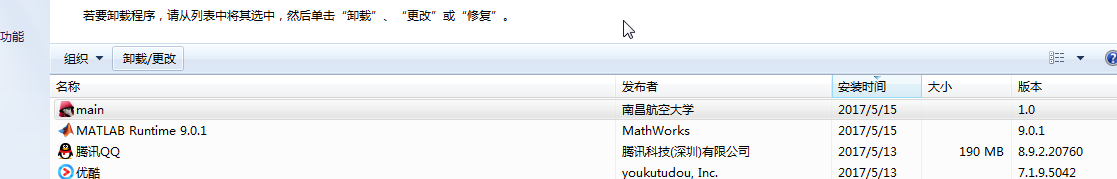 若要卸载程序，请从列表中将其选中，然后单击“卸载”、“更改”或“修复”。
功能
组织 卸载/更改
名称 发布者 安装时间 大小 版本
main 南昌航空大学 2017/5/15 1.0
MATLAB Runtime 9.0.1 MathWorks 2017/5/15 9.0.1
腾讯QQ 腾讯科技(深圳)有限公司 2017/5/13 190 MB 8.9.2.20760
优酷 youkutudou, Inc. 2017/5/13 7.1.9.5042